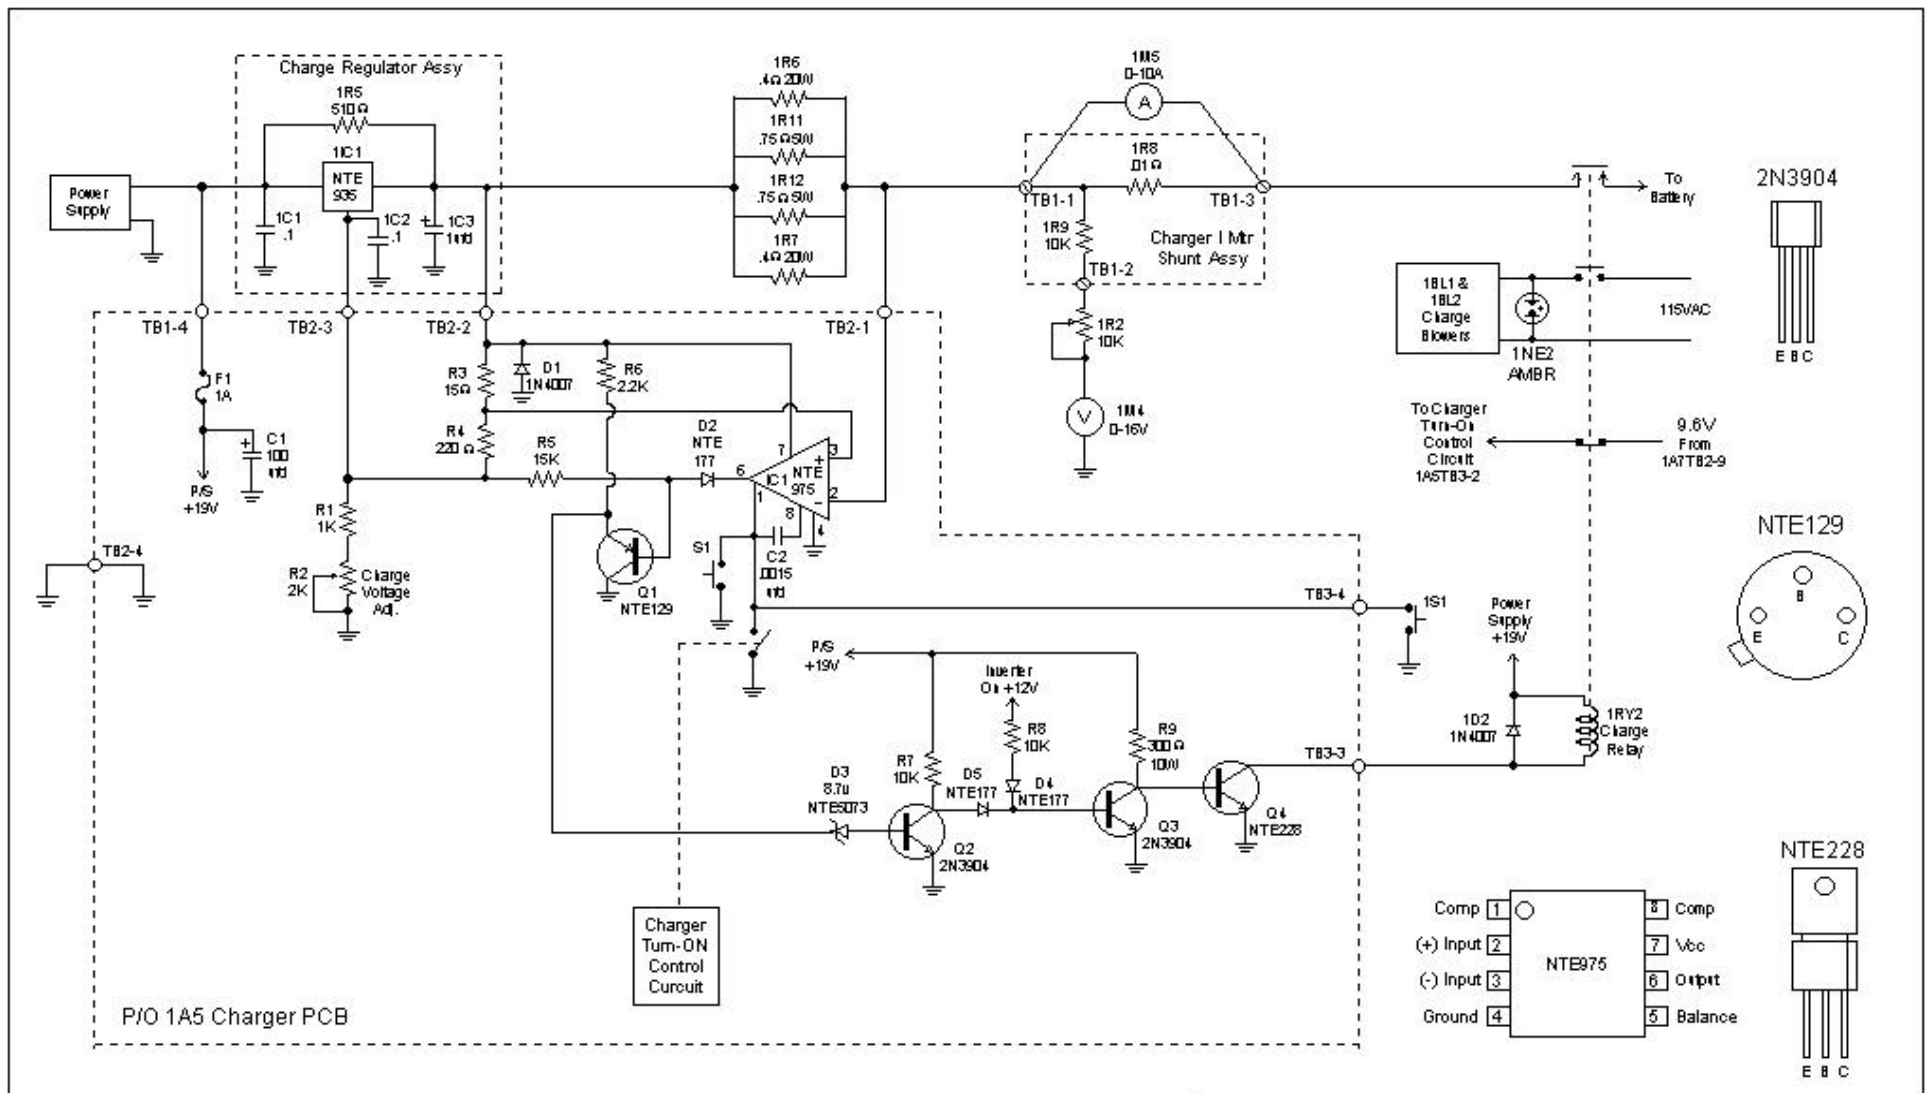 Charge Regulator Assy
1R5
510Ω
1IC1
NTE
935
Power
Supply
1C1
.1
1C2
.1
+
1C3
1mfd
1R6
.4Ω 20W
1R11
.75Ω 5W
1R12
.75Ω 5W
1R7
.4Ω 20W
1M5
0-10A
A
1R8
.01Ω
TB1-1
TB1-3
1R9
10K
Charger I Mtr
Shunt Assy
TB1-2
1R2
10K
V
1M4
0-16V
To
Battery
1BL1 &
1BL2
Charge
Blowers
1NE2
AMBR
115VAC
To Charger
Turn-On
Control
Circuit
1A5TB3-2
9.6V
From
1A7TB2-9
2N3904
E B C
TB1-4
TB2-3
TB2-2
TB2-1
F1
1A
+
C1
100
mfd
P/S
+19V
R3
15Ω
D1
1N4007
R6
2.2K
R4
220 Ω
R5
15K
D2
NTE
177
6
7
+
3
IC1
NTE
975
1
8
-
2
4
R1
1K
R2
2K
Charge
Voltage
Adj.
TB2-4
Q1
NTE129
S1
C2
.0015
mfd
TB3-4
1S1
Power
Supply
+19V
NTE129
B
E
C
P/S
+19V
Inverter
On +12V
R8
10K
R9
300 Ω
10W
R7
10K
D5
NTE177
D4
NTE177
D3
8.7v
NTE5073
Q2
2N3904
Q3
2N3904
Q4
NTE228
TB3-3
1D2
1N4007
1RY2
Charge
Relay
Charger
Turn-ON
Control
Curcuit
P/O 1A5 Charger PCB
Comp 1
(+) Input 2
(-) Input 3
Ground 4
NTE975
8 Comp
7 Vcc
6 Output
5 Balance
NTE228
E B C